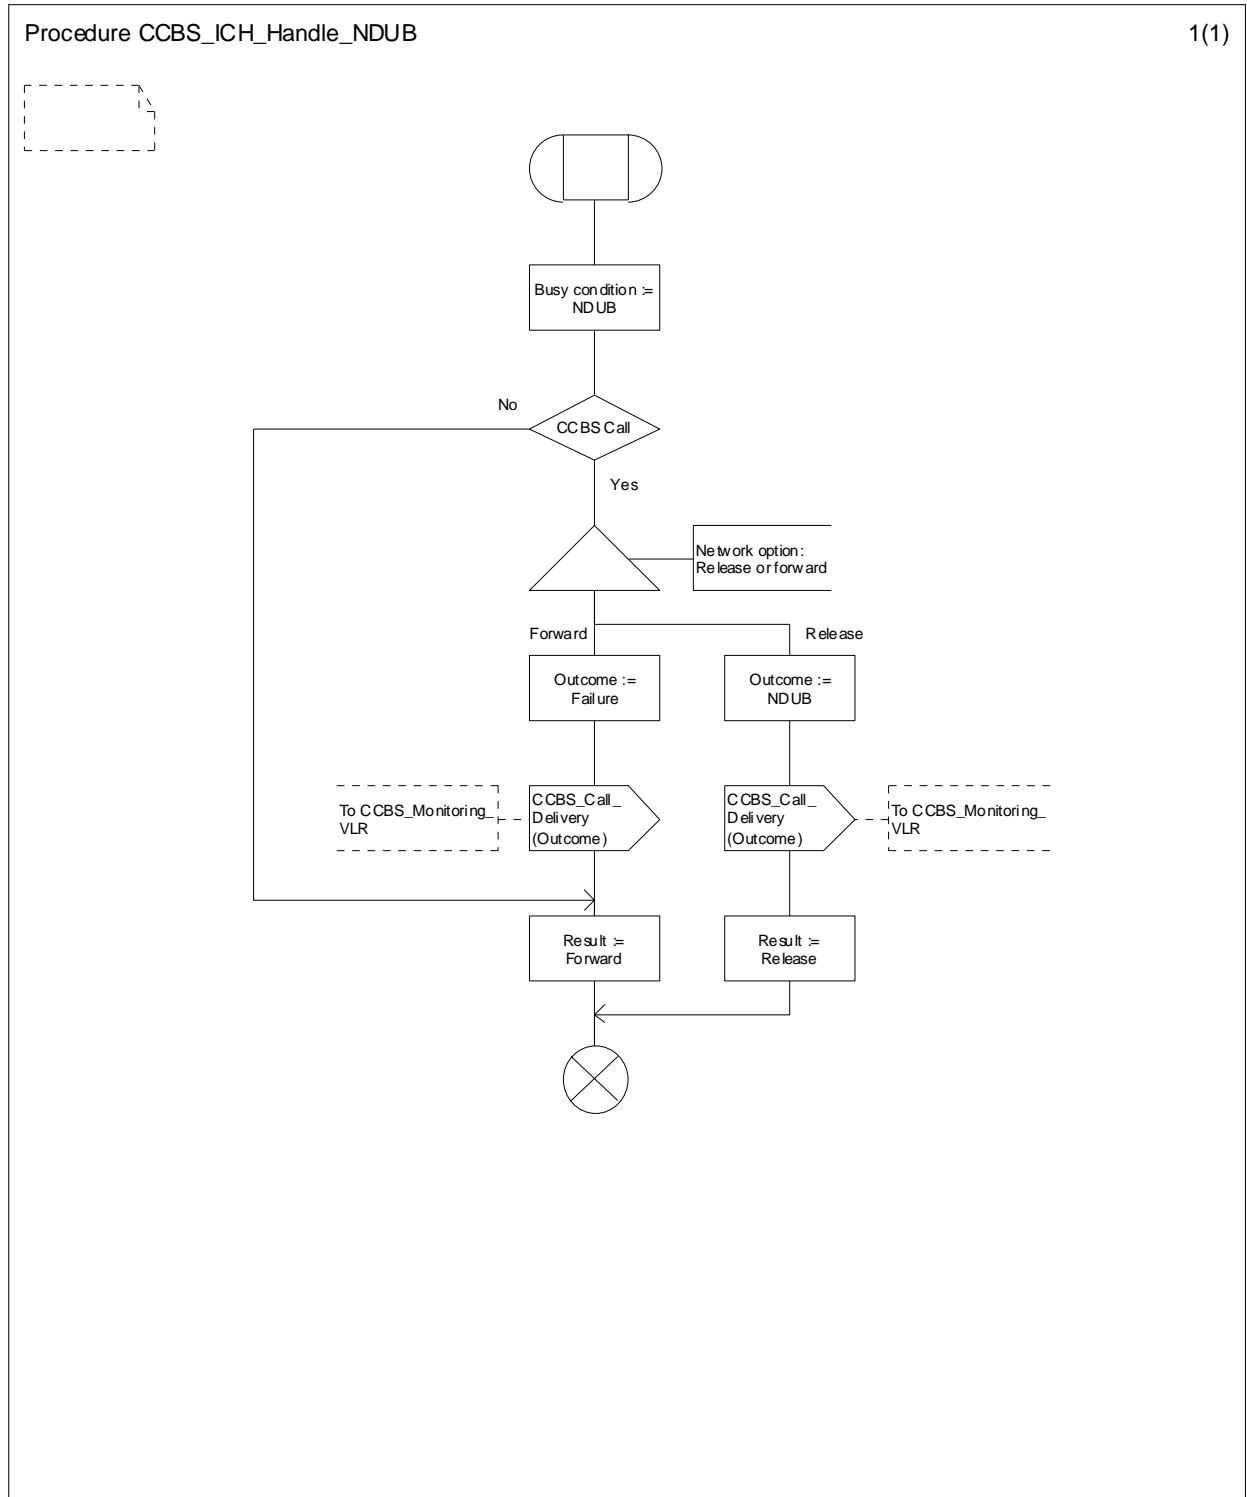 Procedure CCBS_ICH_Handle_NDUB
1(1)
Busy condition :=
NDUB
No
CCBS Call
Yes
Network option:
Release or forward
Forward
Release
Outcome :=
Failure
Outcome :=
NDUB
To CCBS_Monitoring_
VLR
CCBS_Call_
Delivery
(Outcome)
CCBS_Call_
Delivery
(Outcome)
To CCBS_Monitoring_
VLR
Result :=
Forward
Result :=
Release